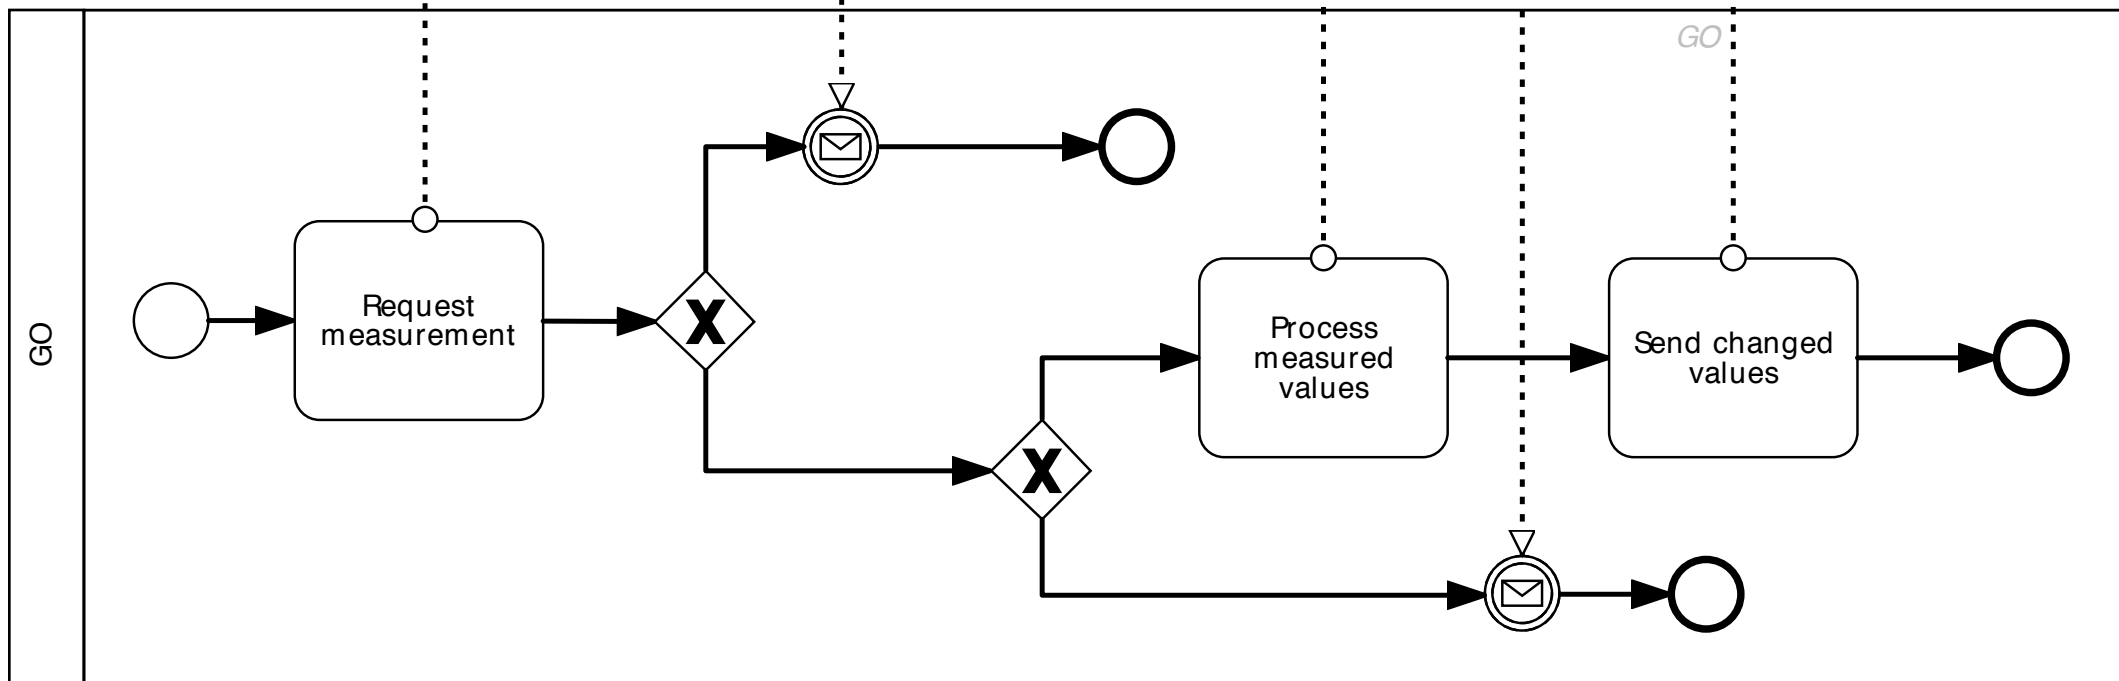 GO
GO
Request
measurement
X
X
Process
measured
values
Send changed
values